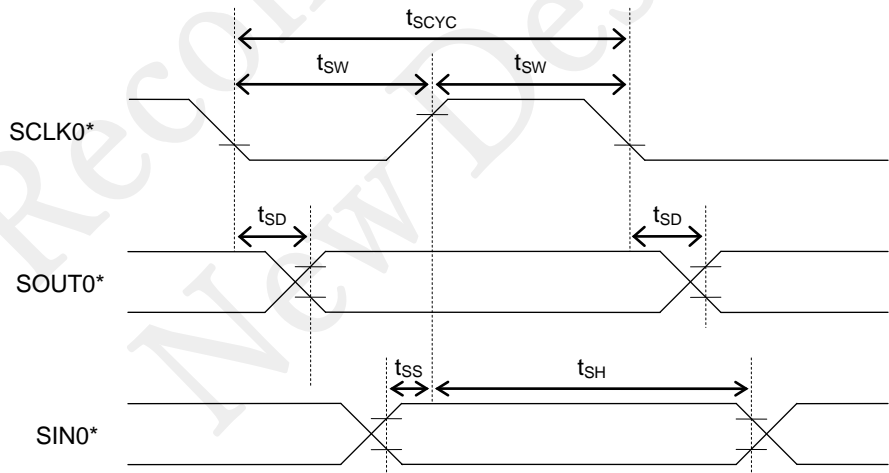 tSCYC
tSW tSW
SCLK0*
tSD tSD
SOUT0*
tSS tSH
SIN0*